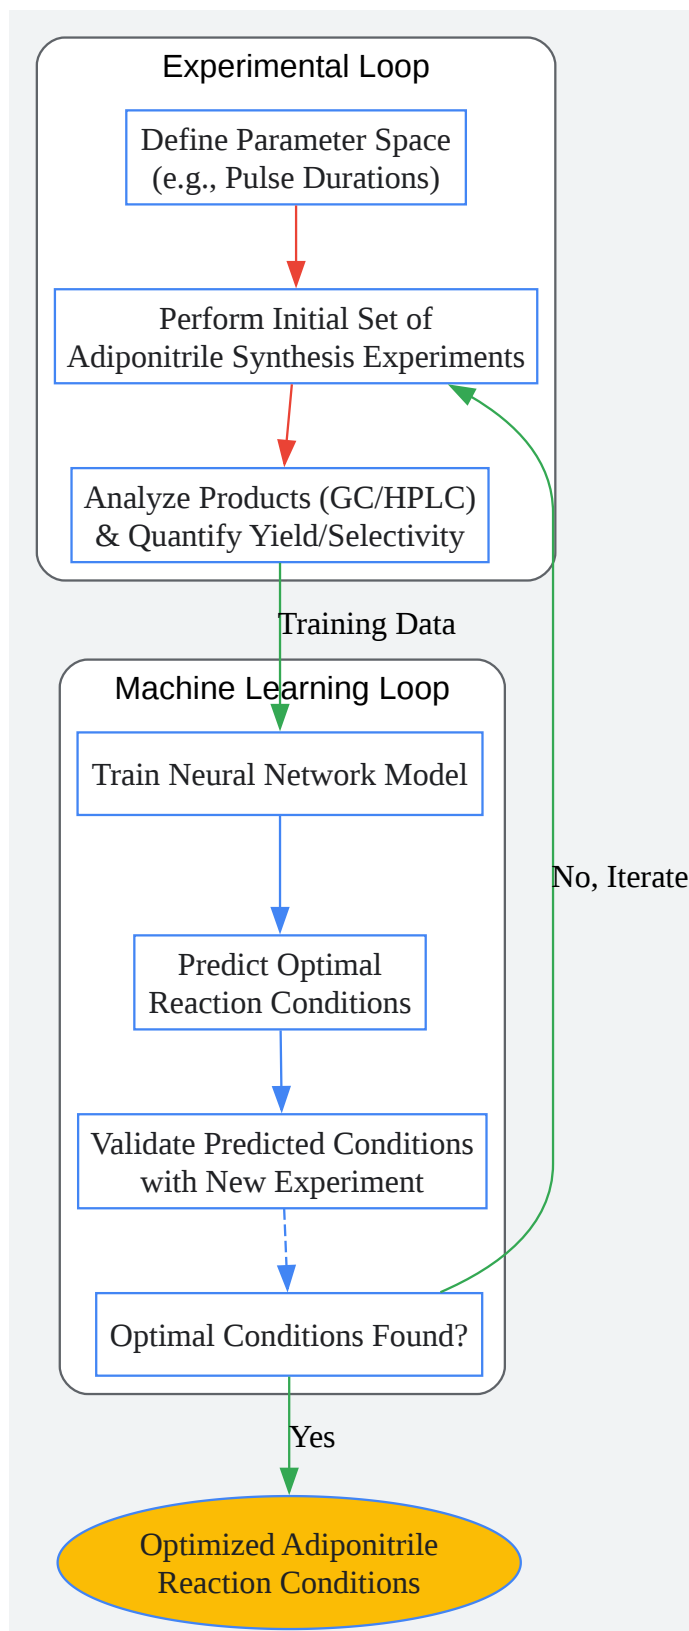 Experimental Loop
Define Parameter Space
(e.g., Pulse Durations)
Perform Initial Set of
Adiponitrile Synthesis Experiments
Analyze Products (GC/HPLC)
& Quantify Yield/Selectivity
Training Data
Machine Learning Loop
Train Neural Network Model
No, Iterate
Predict Optimal
Reaction Conditions
Validate Predicted Conditions
with New Experiment
Optimal Conditions Found?
Yes
Optimized Adiponitrile
Reaction Conditions